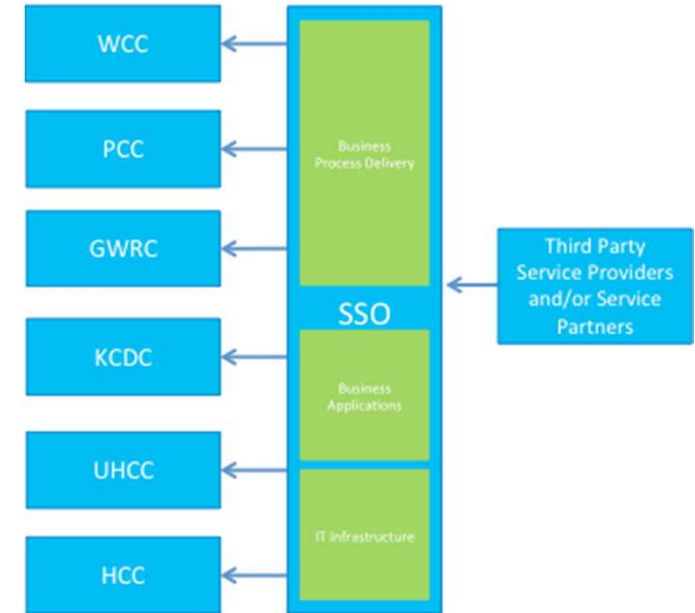 WCC
PCC
GWRC
KCDC
UHCC
HCC
Business
Process Delivery
SSO
Business
Applications
IT Infrastructure
Third Party
Service Providers
and/or Service
Partners